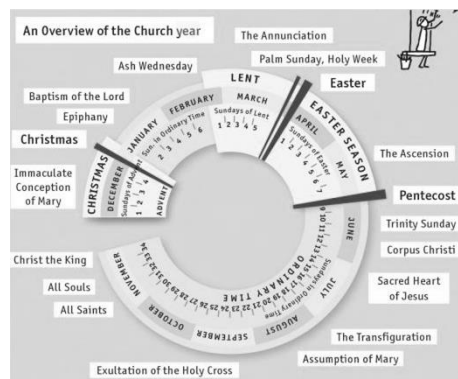 An Overview of the Church year
The Annunciation
Palm Sunday, Holy Week
Ash Wednesday
Easter
Baptism of the Lord
Epiphany
Christmas
Immaculate
Conception
of Mary
The Ascension
Pentecost
Trinity Sunday
Corpus Christi
Sacred Heart
of Jesus
The Transfiguration
Assumption of Mary
Exultation of the Holy Cross
Christ the King
All Souls
All Saints
CHRISTMAS
DECEMBER
Sundays of Advent
1 2 3 4
ADVENT
JANUARY
FEBRUARY
Sun. in Ordinary Time
2 3 4 5 6
LENT
MARCH
Sundays of Lent
1 2 3 4 5
EASTER SEASON
APRIL
MAY
Sundays of Easter
1 2 3 4 5 6 7
JUNE
JULY
AUGUST
SEPTEMBER
OCTOBER
NOVEMBER
ORDINARY TIME
Sundays in Ordinary Time
9 10 11 12 13 14 15 16 17 18 19 20 21 22 23 24 25 26 27 28 29 30 31 32 33 34